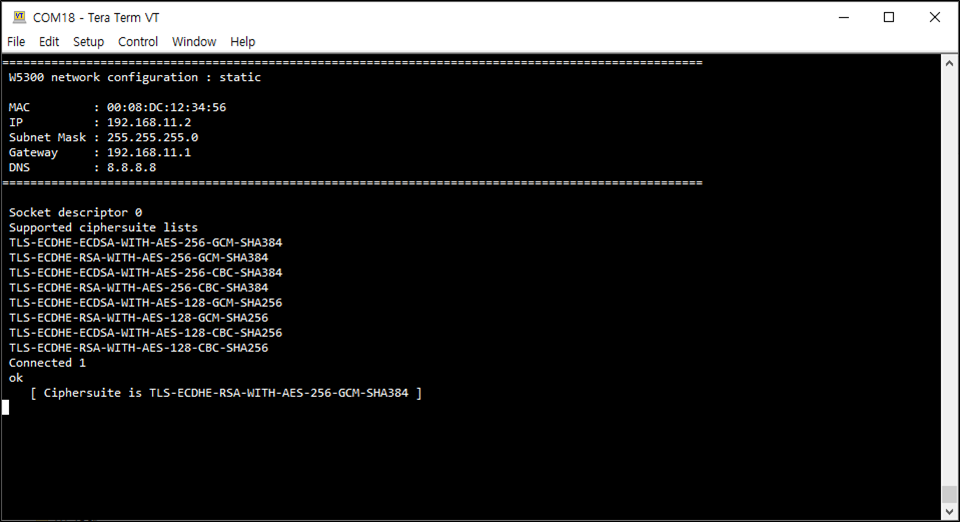 COM18 - Tera Term VT
File Edit Setup Control Window Help
====================================================================================================
W5300 network configuration : static
MAC         : 00:08:DC:12:34:56
IP          : 192.168.11.2
Subnet Mask : 255.255.255.0
Gateway     : 192.168.11.1
DNS         : 8.8.8.8
====================================================================================================
Socket descriptor 0
Supported ciphersuite lists
TLS-ECDHE-ECDSA-WITH-AES-256-GCM-SHA384
TLS-ECDHE-RSA-WITH-AES-256-GCM-SHA384
TLS-ECDHE-ECDSA-WITH-AES-256-CBC-SHA384
TLS-ECDHE-RSA-WITH-AES-256-CBC-SHA384
TLS-ECDHE-ECDSA-WITH-AES-128-GCM-SHA256
TLS-ECDHE-RSA-WITH-AES-128-GCM-SHA256
TLS-ECDHE-ECDSA-WITH-AES-128-CBC-SHA256
TLS-ECDHE-RSA-WITH-AES-128-CBC-SHA256
Connected 1
ok
[ Ciphersuite is TLS-ECDHE-RSA-WITH-AES-256-GCM-SHA384 ]